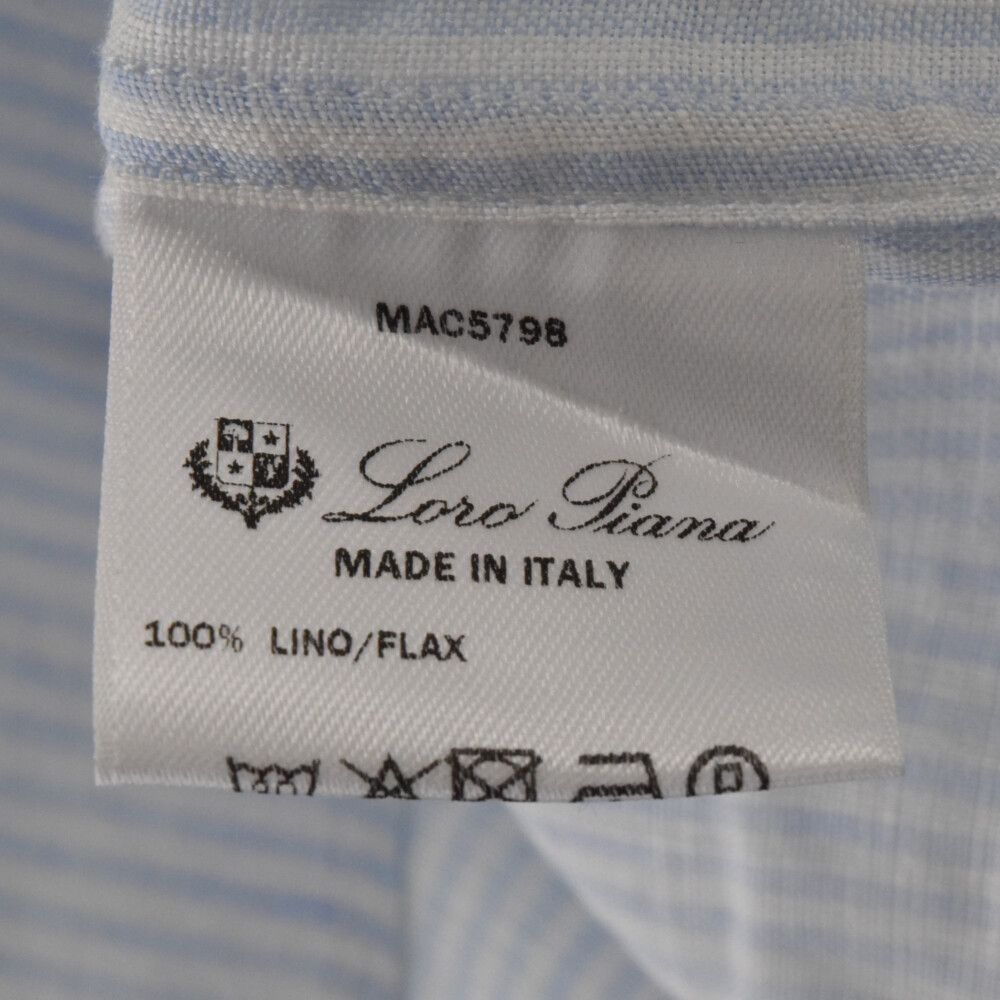 MAC5798
Loro Piana
MADE IN ITALY
100% LINO/FLAX
P